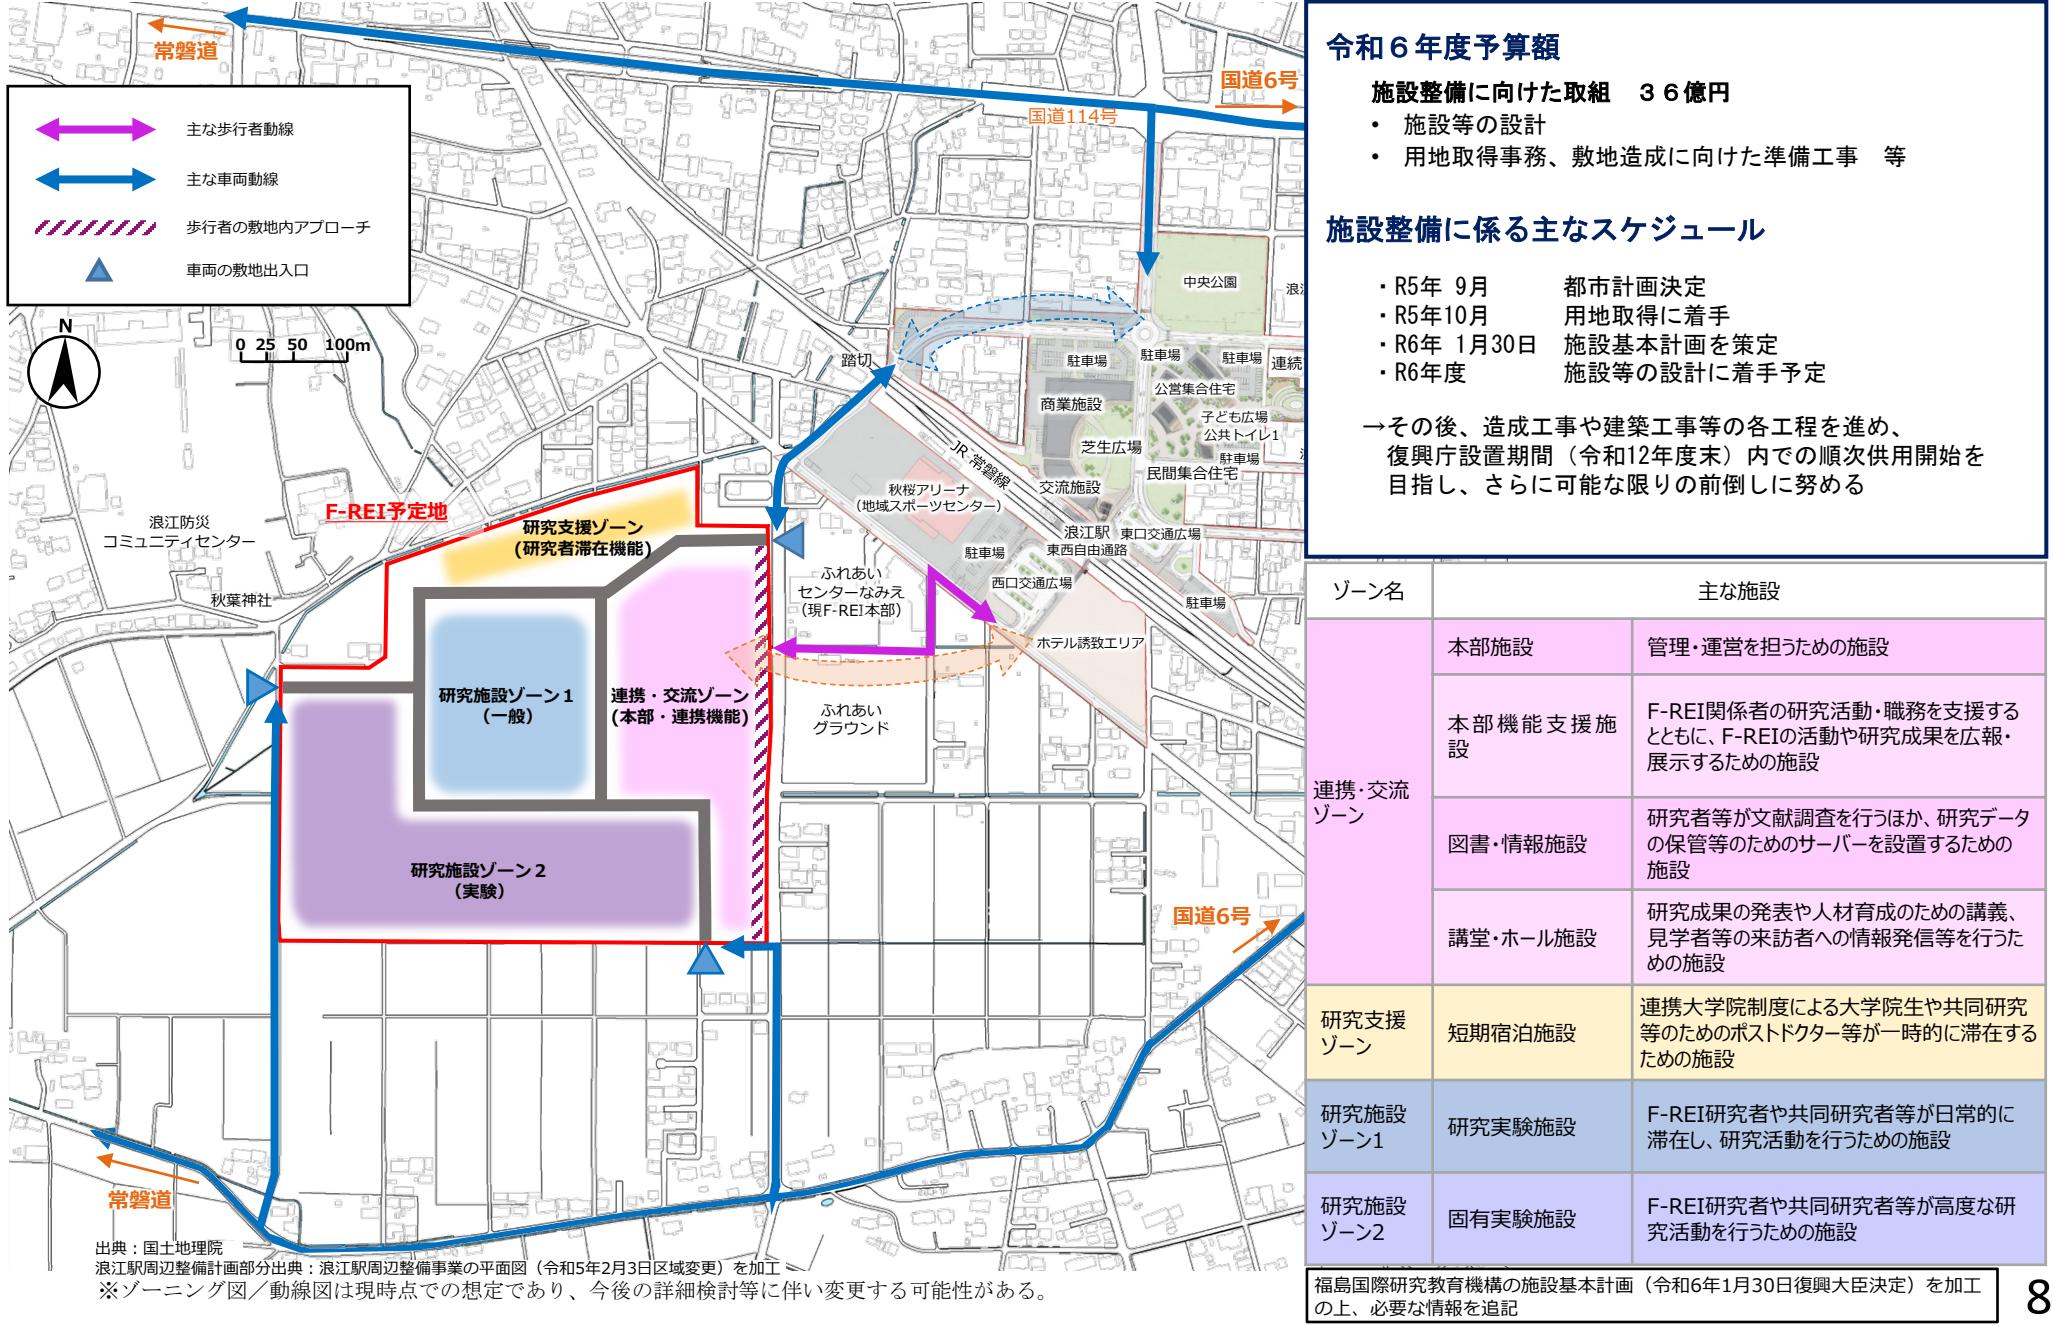 常磐道
国道6号
国道114号
主な歩行者動線
主な車両動線
歩行者の敷地内アプローチ
車両の敷地出入口
N
0 25 50 100m
中央公園
踏切
駐車場
駐車場
駐車場
連続
公営集合住宅
商業施設
子ども広場
公共トイレ1
芝生広場
駐車場
民間集合住宅
JR 常磐線
交流施設
秋桜アリーナ
(地域スポーツセンター)
浪江駅
東西自由通路
東口交通広場
駐車場
西口交通広場
駐車場
ホテル誘致エリア
F-REI予定地
浪江防災
コミュニティセンター
秋葉神社
研究支援ゾーン
(研究者滞在機能)
ふれあい
センターなみえ
(現F-REI本部)
研究施設ゾーン1
(一般)
連携・交流ゾーン
(本部・連携機能)
ふれあい
グラウンド
研究施設ゾーン2
(実験)
国道6号
常磐道
出典：国土地理院
浪江駅周辺整備計画部分出典：浪江駅周辺整備事業の平面図（令和5年2月3日区域変更）を加工
※ゾーニング図／動線図は現時点での想定であり、今後の詳細検討等に伴い変更する可能性がある。
令和６年度予算額
施設整備に向けた取組　３６億円
• 施設等の設計
• 用地取得事務、敷地造成に向けた準備工事　等
施設整備に係る主なスケジュール
・R5年 9月　都市計画決定
・R5年10月　用地取得に着手
・R6年 1月30日　施設基本計画を策定
・R6年度　施設等の設計に着手予定
→その後、造成工事や建築工事等の各工程を進め、
復興庁設置期間（令和12年度末）内での順次供用開始を
目指し、さらに可能な限りの前倒しに努める
ゾーン名　主な施設
連携・交流
ゾーン
本部施設　管理・運営を担うための施設
本部機能支援施
設
F-REI関係者の研究活動・職務を支援する
とともに、F-REIの活動や研究成果を広報・
展示するための施設
図書・情報施設
研究者等が文献調査を行うほか、研究データ
の保管等のためのサーバーを設置するための
施設
講堂・ホール施設
研究成果の発表や人材育成のための講義、
見学者等の来訪者への情報発信等を行うた
めの施設
研究支援
ゾーン
短期宿泊施設
連携大学院制度による大学院生や共同研究
等のためのポストドクター等が一時的に滞在する
ための施設
研究施設
ゾーン1
研究実験施設
F-REI研究者や共同研究者等が日常的に
滞在し、研究活動を行うための施設
研究施設
ゾーン2
固有実験施設
F-REI研究者や共同研究者等が高度な研
究活動を行うための施設
福島国際研究教育機構の施設基本計画（令和6年1月30日復興大臣決定）を加工
の上、必要な情報を追記
8